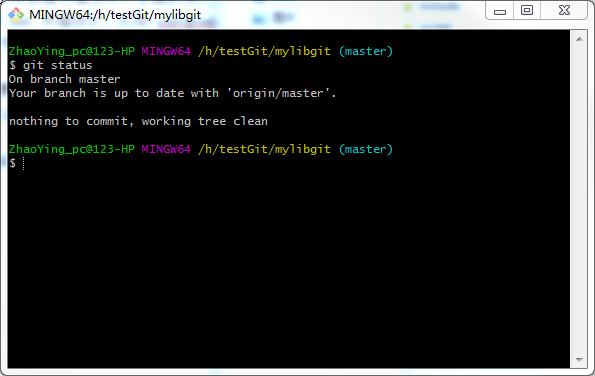 MINGW64:/h/testGit/mylibgit
ZhaoYing_pc@123-HP MINGW64 /h/testGit/mylibgit (master)
$ git status
On branch master
Your branch is up to date with 'origin/master'.
nothing to commit, working tree clean
ZhaoYing_pc@123-HP MINGW64 /h/testGit/mylibgit (master)
$